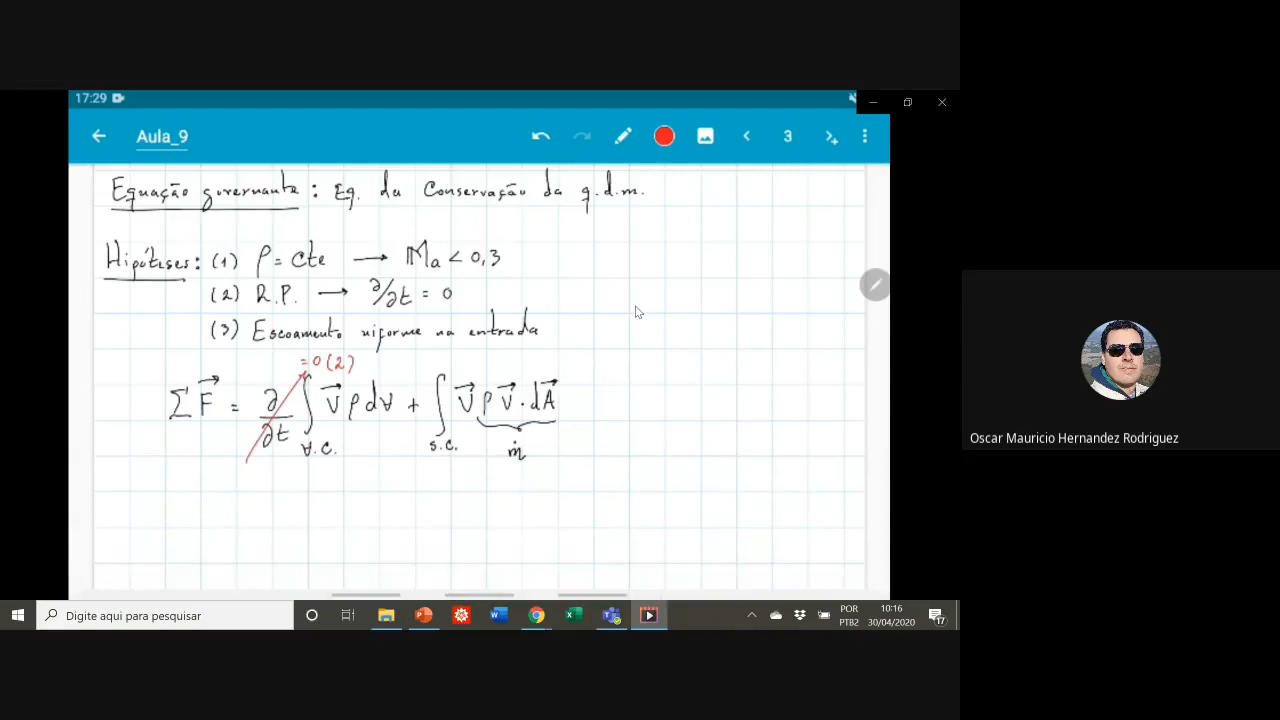 17:29
Aula_9
3
Equação governante: Eq. da Conservação da q.d.m.
Hipóteses: (1) ρ = cte → Ma < 0,3
(2) R.P. → ∂/∂t = 0
(3) Escoamento niforme na entrada
= 0 (2)
Σ F⃗ = ∂/∂t ∫ V⃗ ρ d∀ + ∫ V⃗ ρ V⃗ · dA⃗
∀.C. s.c. ṁ
Oscar Mauricio Hernandez Rodriguez
Digite aqui para pesquisar
POR
PTB2
10:16
30/04/2020
17